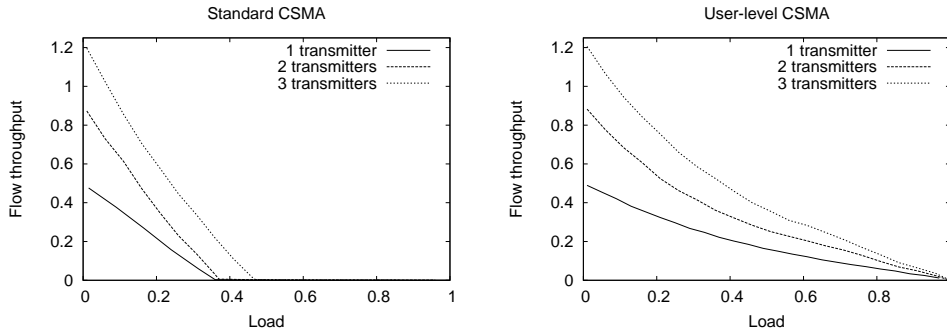 Standard CSMA
1.2
1
0.8
0.6
0.4
0.2
0
Flow throughput
1 transmitter
2 transmitters
3 transmitters
0 0.2 0.4 0.6 0.8 1
Load
User-level CSMA
1.2
1
0.8
0.6
0.4
0.2
0
Flow throughput
1 transmitter
2 transmitters
3 transmitters
0 0.2 0.4 0.6 0.8
Load